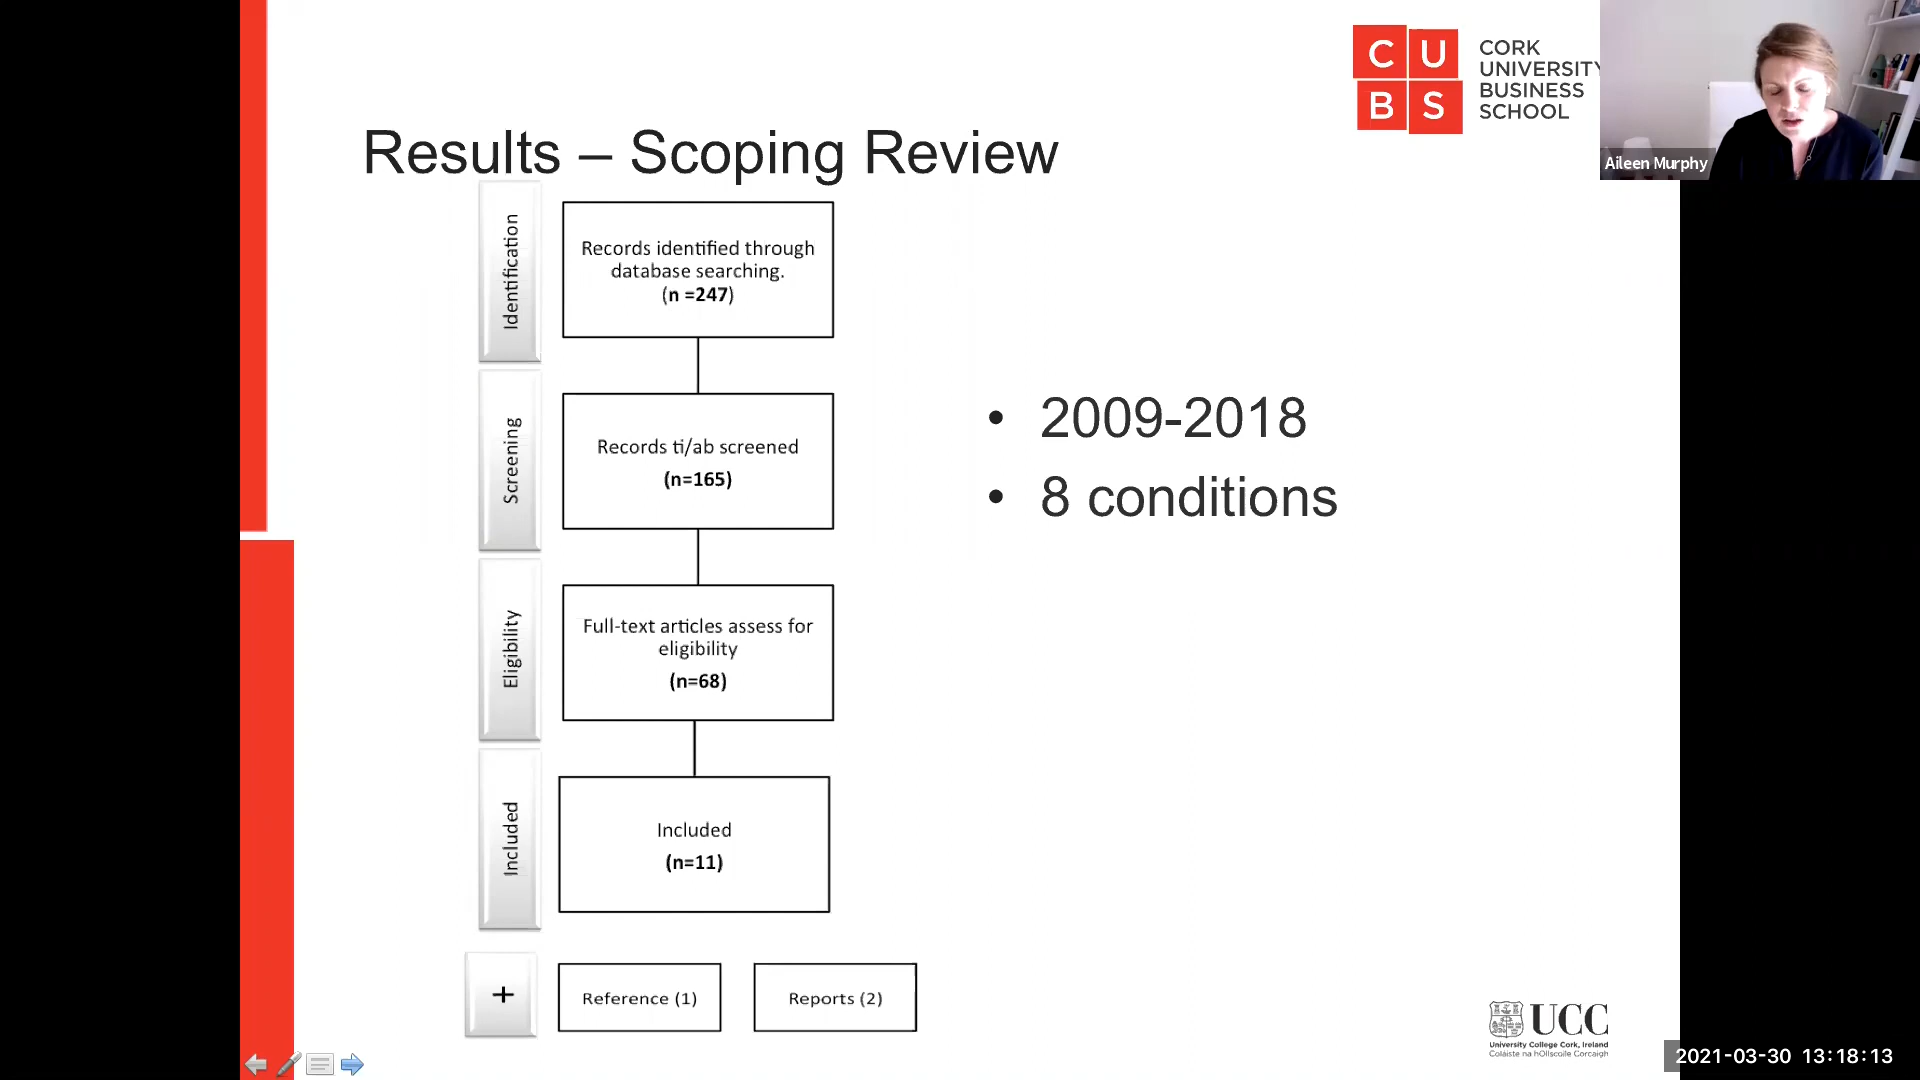 C U
B S
CORK
UNIVERSITY
BUSINESS
SCHOOL
Aileen Murphy
Results – Scoping Review
Identification
Records identified through
database searching.
(n =247)
Screening
Records ti/ab screened
(n=165)
• 2009-2018
• 8 conditions
Eligibility
Full-text articles assess for
eligibility
(n=68)
Included
Included
(n=11)
+
Reference (1)
Reports (2)
UCC
University College Cork, Ireland
Coláiste na hOllscoile Corcaigh
2021-03-30 13:18:13